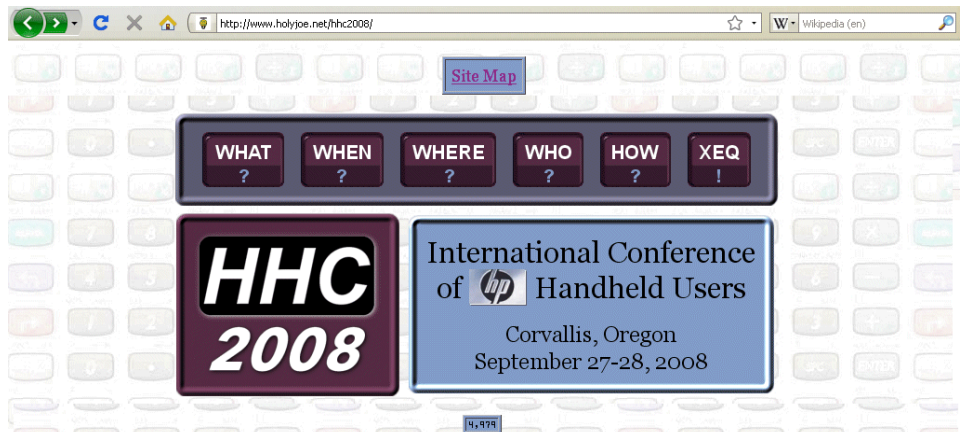 http://www.holyjoe.net/hhc2008/
W Wikipedia (en)
Site Map
WHAT WHEN WHERE WHO HOW XEQ
? ? ? ? ? !
HHC
2008
International Conference
of hp Handheld Users
Corvallis, Oregon
September 27-28, 2008
4,979